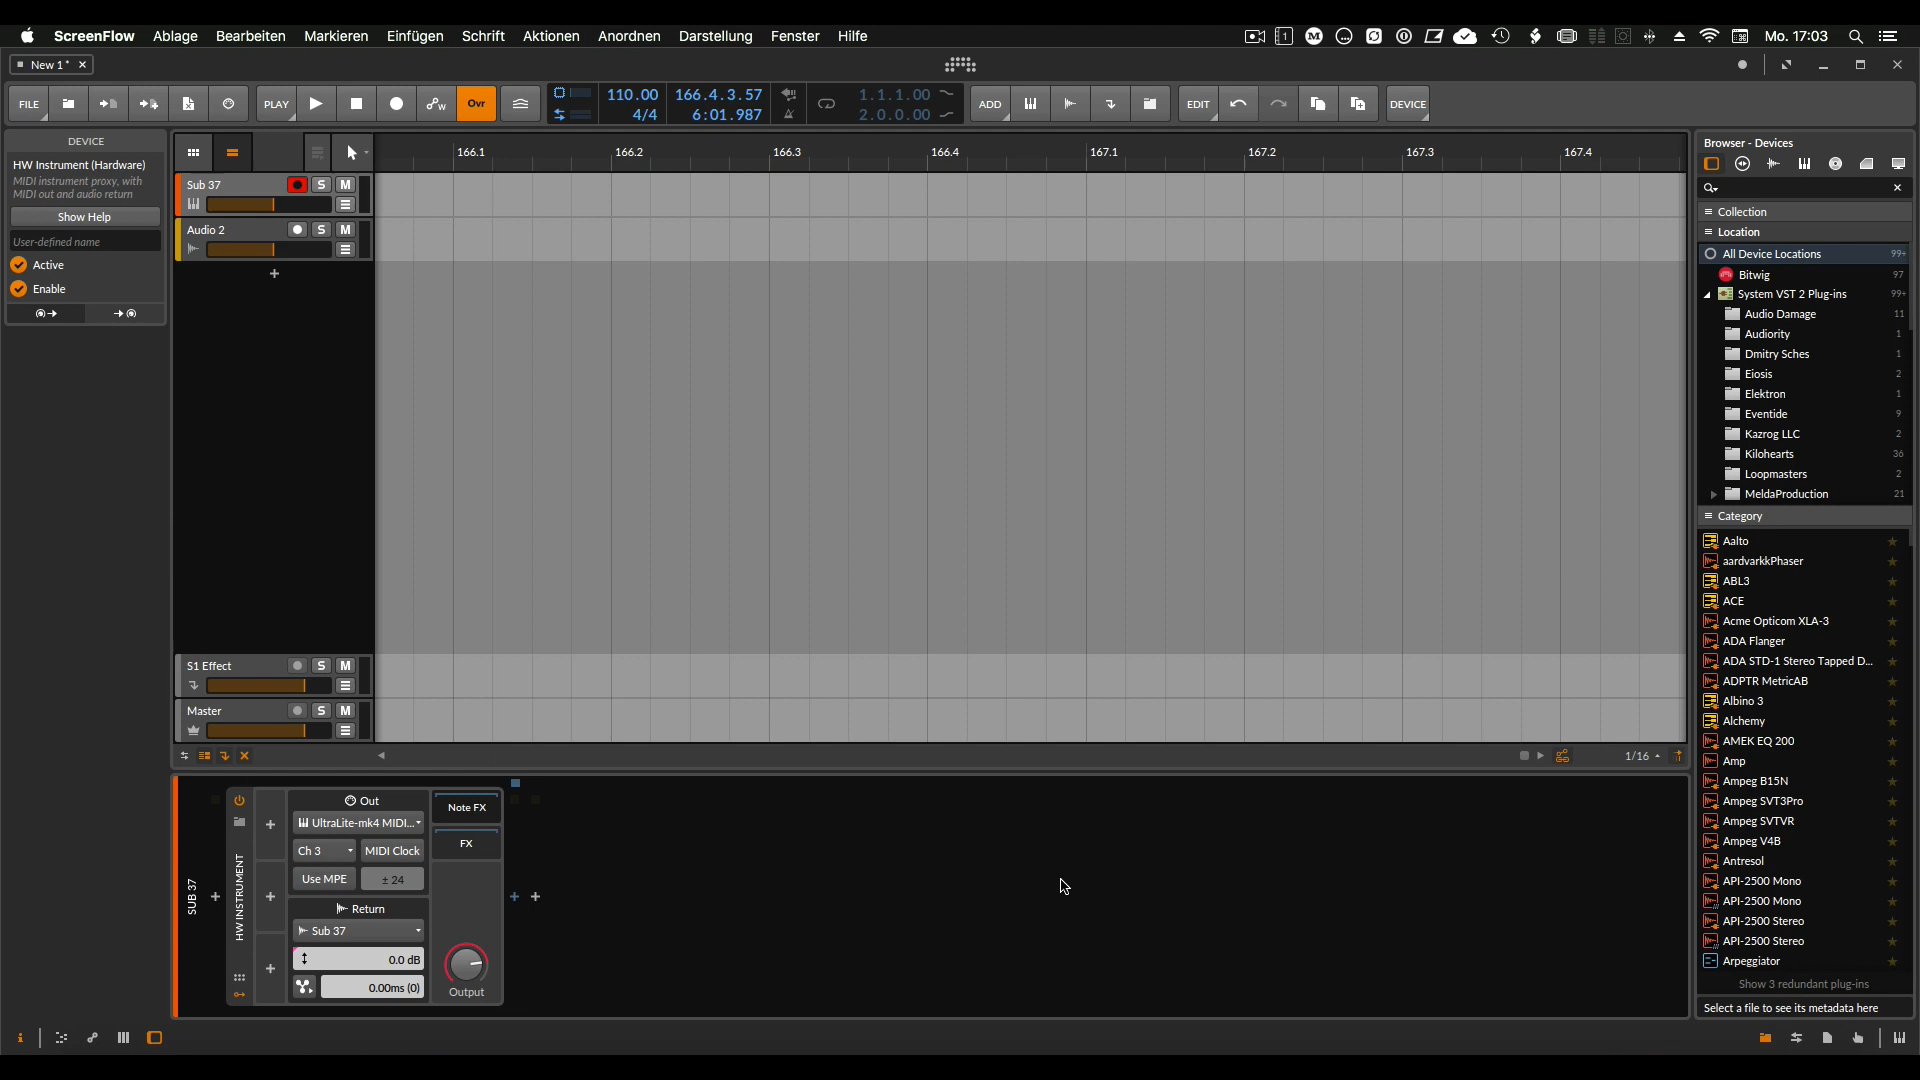 ScreenFlow Ablage Bearbeiten Markieren Einfügen Schrift Aktionen Anordnen Darstellung Fenster Hilfe
1 Mo. 17:03
New 1*
FILE PLAY Ovr 110.00 166.4.3.57 1.1.1.00 ADD EDIT DEVICE
4/4 6:01.987 2.0.0.00
DEVICE
HW Instrument (Hardware)
MIDI instrument proxy, with
MIDI out and audio return
Show Help
User-defined name
Active
Enable
166.1 166.2 166.3 166.4 167.1 167.2 167.3 167.4
Sub 37 S M
Audio 2 S M
S1 Effect S M
Master S M
1/16
SUB 37
HW INSTRUMENT
Out
UltraLite-mk4 MIDI...
Ch 3 MIDI Clock
Use MPE ± 24
Return
Sub 37
0.0 dB
0.00ms (0)
Note FX
FX
Output
Browser - Devices
Collection
Location
All Device Locations 99+
Bitwig 97
System VST 2 Plug-ins 99+
Audio Damage 11
Audiority 1
Dmitry Sches 1
Eiosis 2
Elektron 1
Eventide 9
Kazrog LLC 2
Kilohearts 36
Loopmasters 2
MeldaProduction 21
Category
Aalto
aardvarkkPhaser
ABL3
ACE
Acme Opticom XLA-3
ADA Flanger
ADA STD-1 Stereo Tapped D...
ADPTR MetricAB
Albino 3
Alchemy
AMEK EQ 200
Amp
Ampeg B15N
Ampeg SVT3Pro
Ampeg SVTVR
Ampeg V4B
Antresol
API-2500 Mono
API-2500 Mono
API-2500 Stereo
API-2500 Stereo
Arpeggiator
Show 3 redundant plug-ins
Select a file to see its metadata here